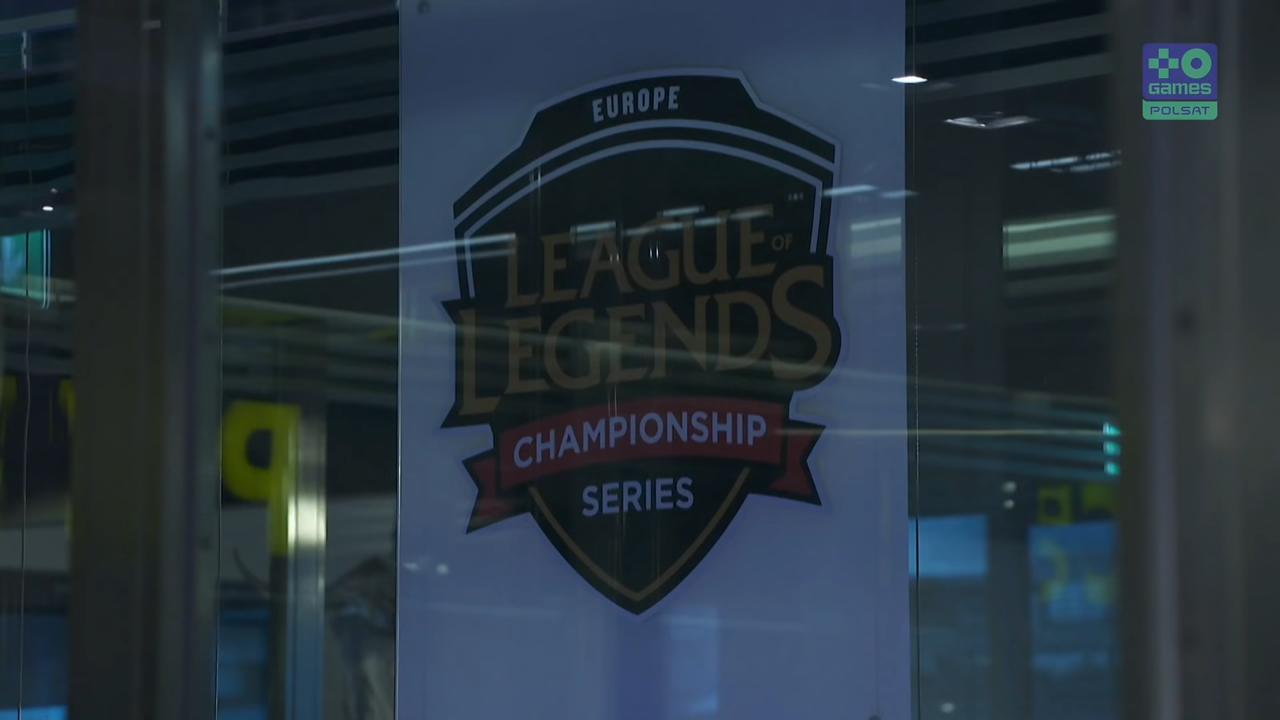 EUROPE
LEAGUE OF
LEGENDS
CHAMPIONSHIP
SERIES
GAMES
POLSAT